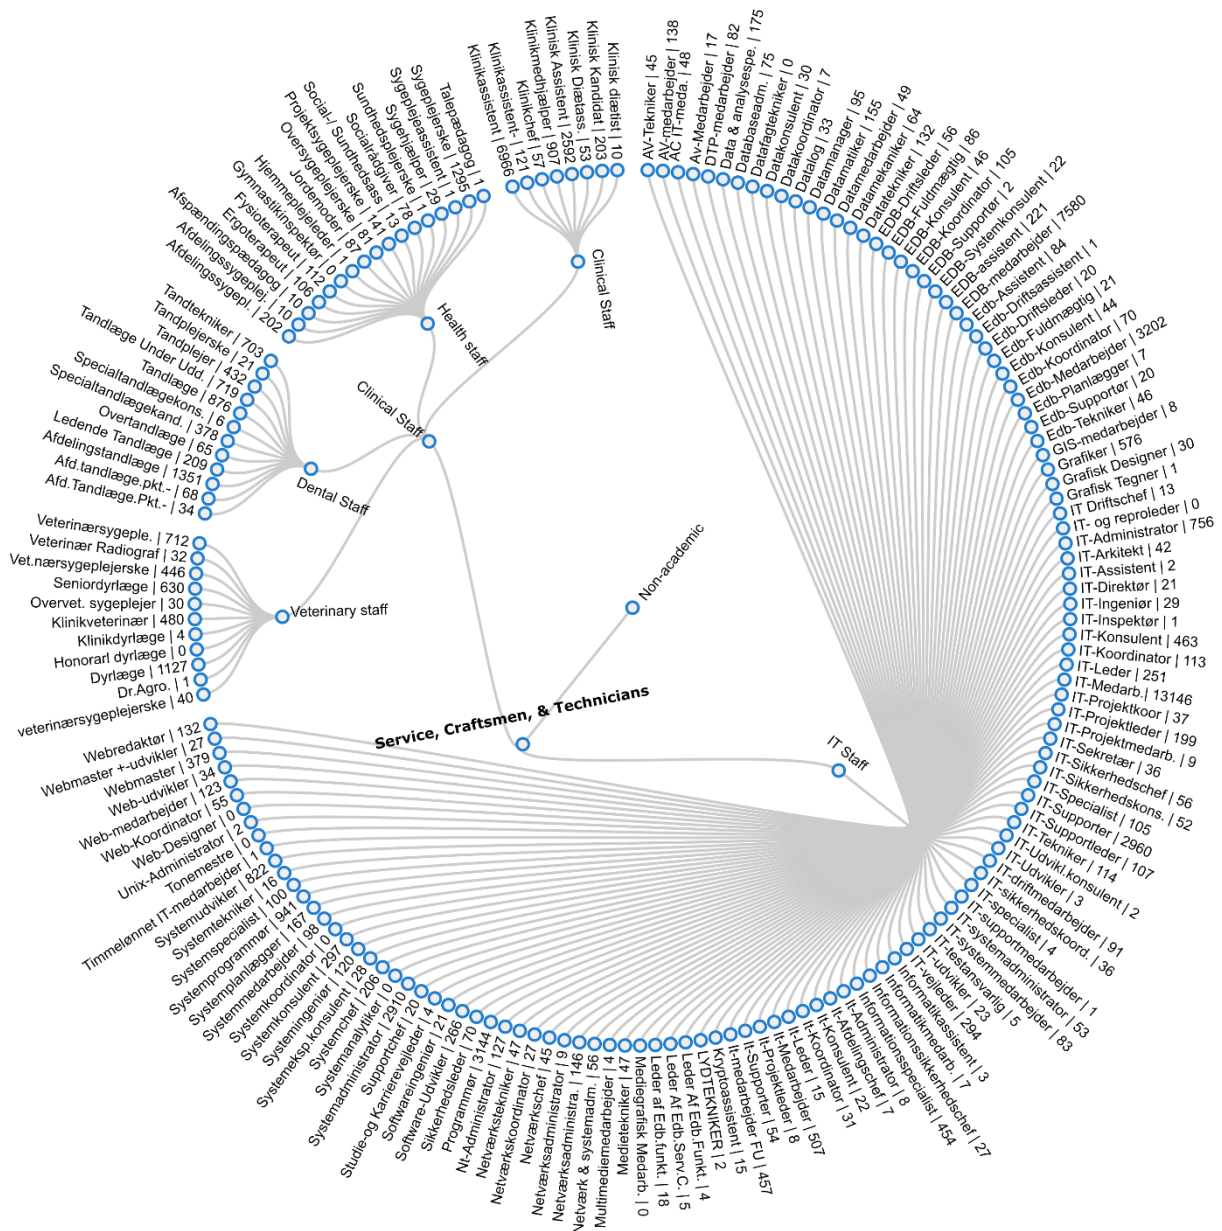 AV-Tekniker | 45
AV-medarbejder | 138
AC IT-meda. | 48
Av-Medarbejder | 17
DTP-medarbejder | 82
Data & analysespe. | 175
Databaseadm. | 75
Datafagtekniker | 0
Datakonsulent | 30
Datakoordinator | 7
Datalog | 33
Datamanager | 95
Datamatiker | 155
Datamedarbejder | 49
Datamekaniker | 64
Datatekniker | 132
EDB-Driftsleder | 56
EDB-Fuldmægtig | 86
EDB-Konsulent | 46
EDB-Koordinator | 105
EDB-Supportør | 2
EDB-Systemkonsulent | 22
EDB-assistent | 221
EDB-medarbejder | 7580
Edb-Assistent | 84
Edb-Driftsassistent | 1
Edb-Driftsleder | 20
Edb-Fuldmægtig | 21
Edb-Konsulent | 44
Edb-Koordinator | 70
Edb-Medarbejder | 3202
Edb-Planlægger | 7
Edb-Supportør | 20
Edb-Tekniker | 46
GIS-medarbejder | 8
Grafiker | 576
Grafisk Designer | 30
Grafisk Tegner | 1
IT Driftschef | 13
IT- og reproleder | 0
IT-Administrator | 756
IT-Arkitekt | 42
IT-Assistent | 2
IT-Direktør | 21
IT-Ingeniør | 29
IT-Inspektør | 1
IT-Konsulent | 463
IT-Koordinator | 113
IT-Leder | 251
IT-Medarb.| 13146
IT-Projektkoor | 37
IT-Projektleder | 199
IT-Projektmedarb. | 9
IT-Sekretær | 36
IT-Sikkerhedschef | 56
IT-Sikkerhedskons. | 52
IT-Specialist | 105
IT-Supporter | 2960
IT-Supportleder | 107
IT-Tekniker | 114
IT-Udvikl.konsulent | 2
IT-Udvikler | 3
IT-driftmedarbejder | 91
IT-sikkerhedskoord. | 36
IT-specialist | 4
IT-supportmedarbejder | 1
IT-systemadministrator | 53
IT-systemmedarbejder | 83
IT-testansvarlig | 5
IT-udvikler | 23
IT-vejleder | 294
Informatikassistent | 3
Informatikmedarb. | 7
Informationssikkerhedschef | 27
Informationsspecialist | 454
It-Administrator | 8
It-Afdelingschef | 7
It-Konsulent | 22
It-Koordinator | 31
It-Leder | 15
It-Medarbejder | 507
It-Projektleder | 8
It-Supporter | 54
It-medarbejder FU | 457
Kryptoassistent | 15
LYDTEKNIKER | 2
Leder Af Edb.Funkt. | 4
Leder Af Edb.Serv.C. | 5
Leder af Edb.funkt. | 18
Mediegrafisk Medarb. | 0
Medietekniker | 47
Multimediemedarbejder | 4
Netværk & systemadm. | 56
Netværksadministra. | 146
Netværksadministrator | 9
Netværkschef | 45
Netværkskoordinator | 27
Netværkstekniker | 47
Nt-Administrator | 127
Programmør | 3144
Sikkerhedsleder | 70
Software-Udvikler | 266
Softwareingeniør | 21
Studie-og Karrierevejleder | 4
Supportchef | 20
Systemadministrator | 2910
Systemanalytiker | 0
Systemchef | 206
Systemeksp.konsulent | 28
Systemingeniør | 120
Systemkonsulent | 297
Systemkoordinator | 0
Systemmedarbejder | 98
Systemplanlægger | 167
Systemprogrammør | 941
Systemspecialist | 100
Systemtekniker | 16
Systemudvikler | 822
Timmelønnet IT-medarbejder | 1
Tonemestre | 0
Unix-Administrator | 2
Web-Designer | 0
Web-Koordinator | 55
Web-medarbejder | 123
Web-udvikler | 34
Webmaster | 379
Webmaster +-udvikler | 27
Webredaktør | 132
veterinærsygeplejerske | 40
Dr.Agro. | 1
Dyrlæge | 1127
Honorarl dyrlæge | 0
Klinikdyrlæge | 4
Klinikveterinær | 480
Overvet. sygeplejer | 30
Seniordyrlæge | 630
Vet.nærsygeplejerske | 446
Veterinær Radiograf | 32
Veterinærsygeple. | 712
Afd.Tandlæge.Pkt.- | 34
Afd.tandlæge.pkt.- | 68
Afdelingstandlæge | 1351
Ledende Tandlæge | 209
Overtandlæge | 65
Specialtandlægekand. | 378
Specialtandlægekons. | 6
Tandlæge | 876
Tandlæge Under Udd. | 719
Tandplejer | 432
Tandplejerske | 21
Tandtekniker | 703
Afdelingssygepl. | 202
Afdelingssygeplej. | 10
Afspændingspædagog | 10
Ergoterapeut | 106
Fysioterapeut | 112
Gymnastikinspektør | 0
Hjemmeplejeleder | 1
Jordemoder | 87
Oversygeplejerske | 81
Projektsygeplejerske | 141
Social-/ Sundhedsass. | 13
Socialrådgiver | 78
Sundhedsplejerske | 1
Sygehjælper | 29
Sygeplejeassistent | 1
Sygeplejerske | 1295
Talepædagog | 1
Klinikassistent | 6966
Klinikassistent- | 121
Klinikchef | 57
Klinikmedhjælper | 907
Klinisk Assistent | 2592
Klinisk Diætass. | 53
Klinisk Kandidat | 203
Klinisk diætist | 10
Clinical Staff
Health staff
Clinical Staff
Dental Staff
Veterinary staff
Non-academic
Service, Craftsmen, & Technicians
IT Staff